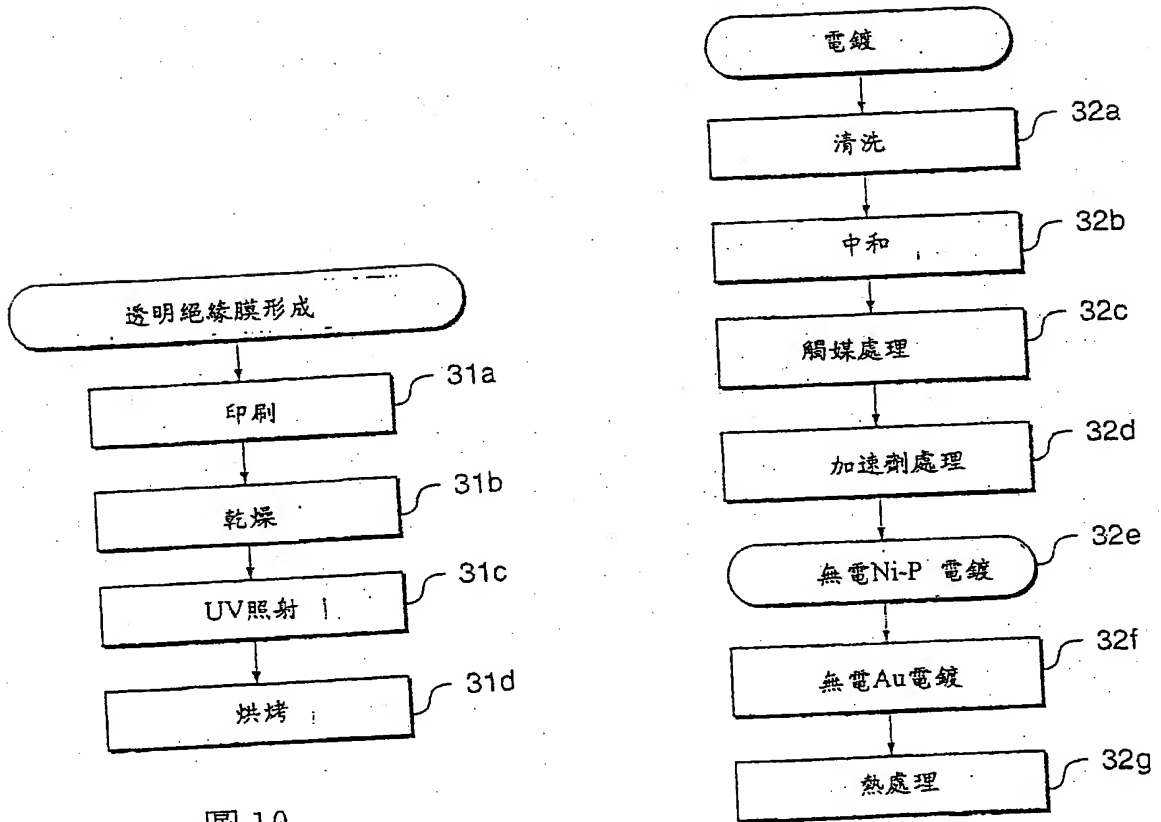 透明絕緣膜形成
31a
印刷
31b
乾燥
31c
UV照射
31d
烘烤
圖10
電鍍
32a
清洗
32b
中和
32c
觸媒處理
32d
加速劑處理
32e
無電Ni-P 電鍍
32f
無電Au電鍍
32g
熱處理